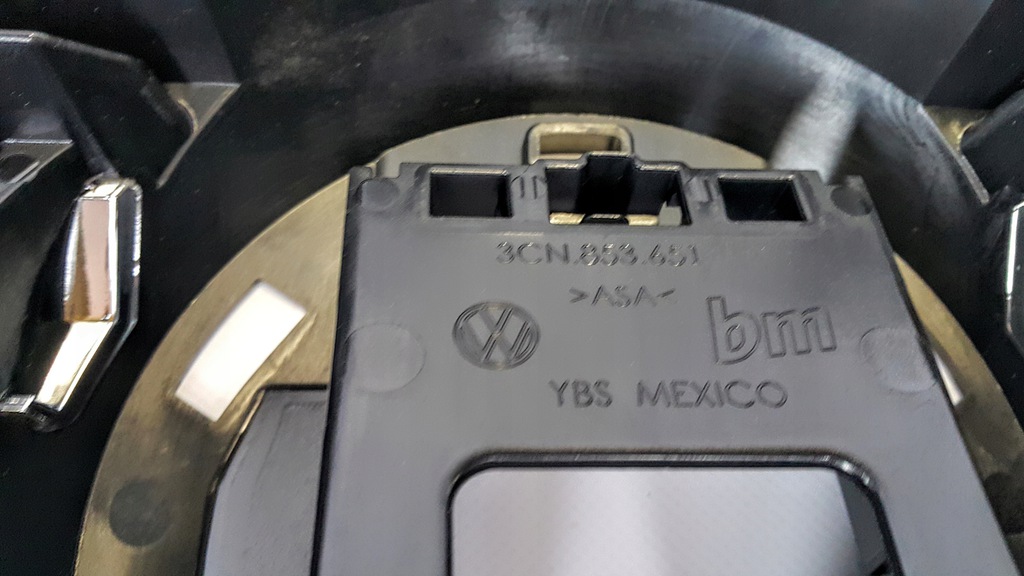 3CN.853.651
>ASA<
bm
YBS MEXICO